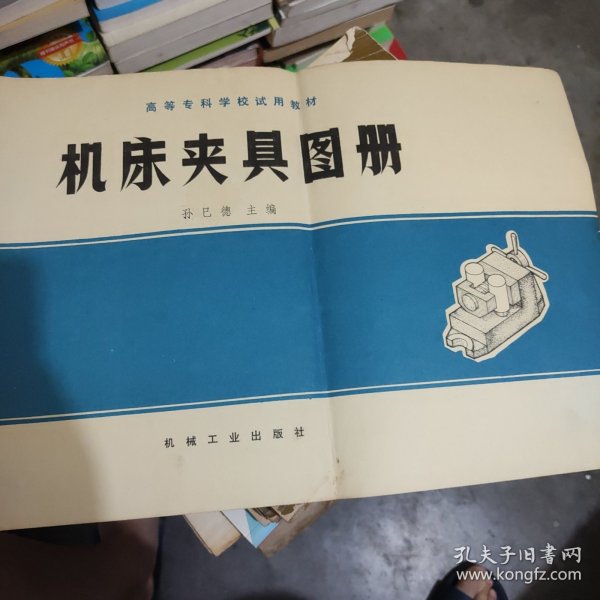 高等专科学校试用教材
机床夹具图册
孙巳德 主编
机械工业出版社
孔夫子旧书网
www.kongfz.com